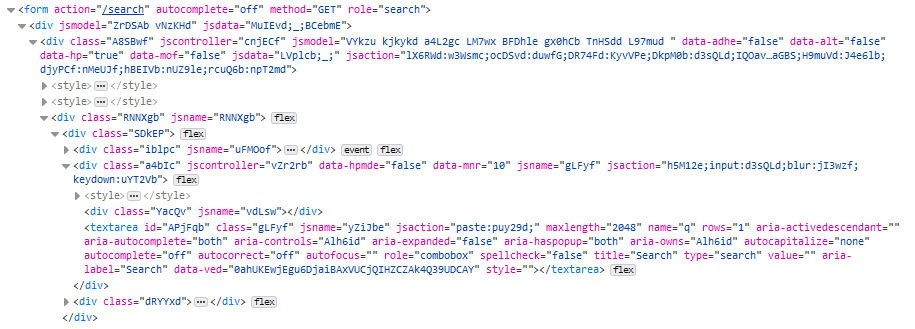 <form action="/search" autocomplete="off" method="GET" role="search">
<div jsmodel="ZrDSAb vNzKHd" jsdata="MuIEvd;_;BCebmE">
<div class="A8SBwf" jscontroller="cnjECf" jsmodel="VYkzu kjkykd a4L2gc LM7wx BFDhle gx0hCb TnHSdd L97mud " data-adhe="false" data-alt="false"
data-hp="true" data-mof="false" jsdata="LVplcb;_;" jsaction="lX6RWd:w3Wsmc;ocDSvd:duwfG;DR74Fd:KyvVPe;DkpM0b:d3sQLd;IQOav…aGBS;H9muVd:J4e6lb;
djyPCf:nMeUJf;hBEIVb:nUZ9le;rcuQ6b:npT2md">
<style> ••• </style>
<style> ••• </style>
<div class="RNNXgb" jsname="RNNXgb"> flex
<div class="SDkEP"> flex
<div class="iblpc" jsname="uFMOof"> ••• </div> event flex
<div class="a4bIc" jscontroller="vZr2rb" data-hpmde="false" data-mnr="10" jsname="gLFyf" jsaction="h5M12e;input:d3sQLd;blur:jI3wzf;
keydown:uYT2Vb"> flex
<style> ••• </style>
<div class="YacQv" jsname="vdLsw"></div>
<textarea id="APjFqb" class="gLFyf" jsname="yZiJbe" jsaction="paste:puy29d;" maxlength="2048" name="q" rows="1" aria-activedescendant=""
aria-autocomplete="both" aria-controls="Alh6id" aria-expanded="false" aria-haspopup="both" aria-owns="Alh6id" autocapitalize="none"
autocomplete="off" autocorrect="off" autofocus="" role="combobox" spellcheck="false" title="Search" type="search" value="" aria-
label="Search" data-ved="0ahUKEwjEgu6DjaiBAxVUCjQIHZCZAk4Q39UDCAY" style=""></textarea> flex
</div>
<div class="dRYYxd"> ••• </div> flex
</div>